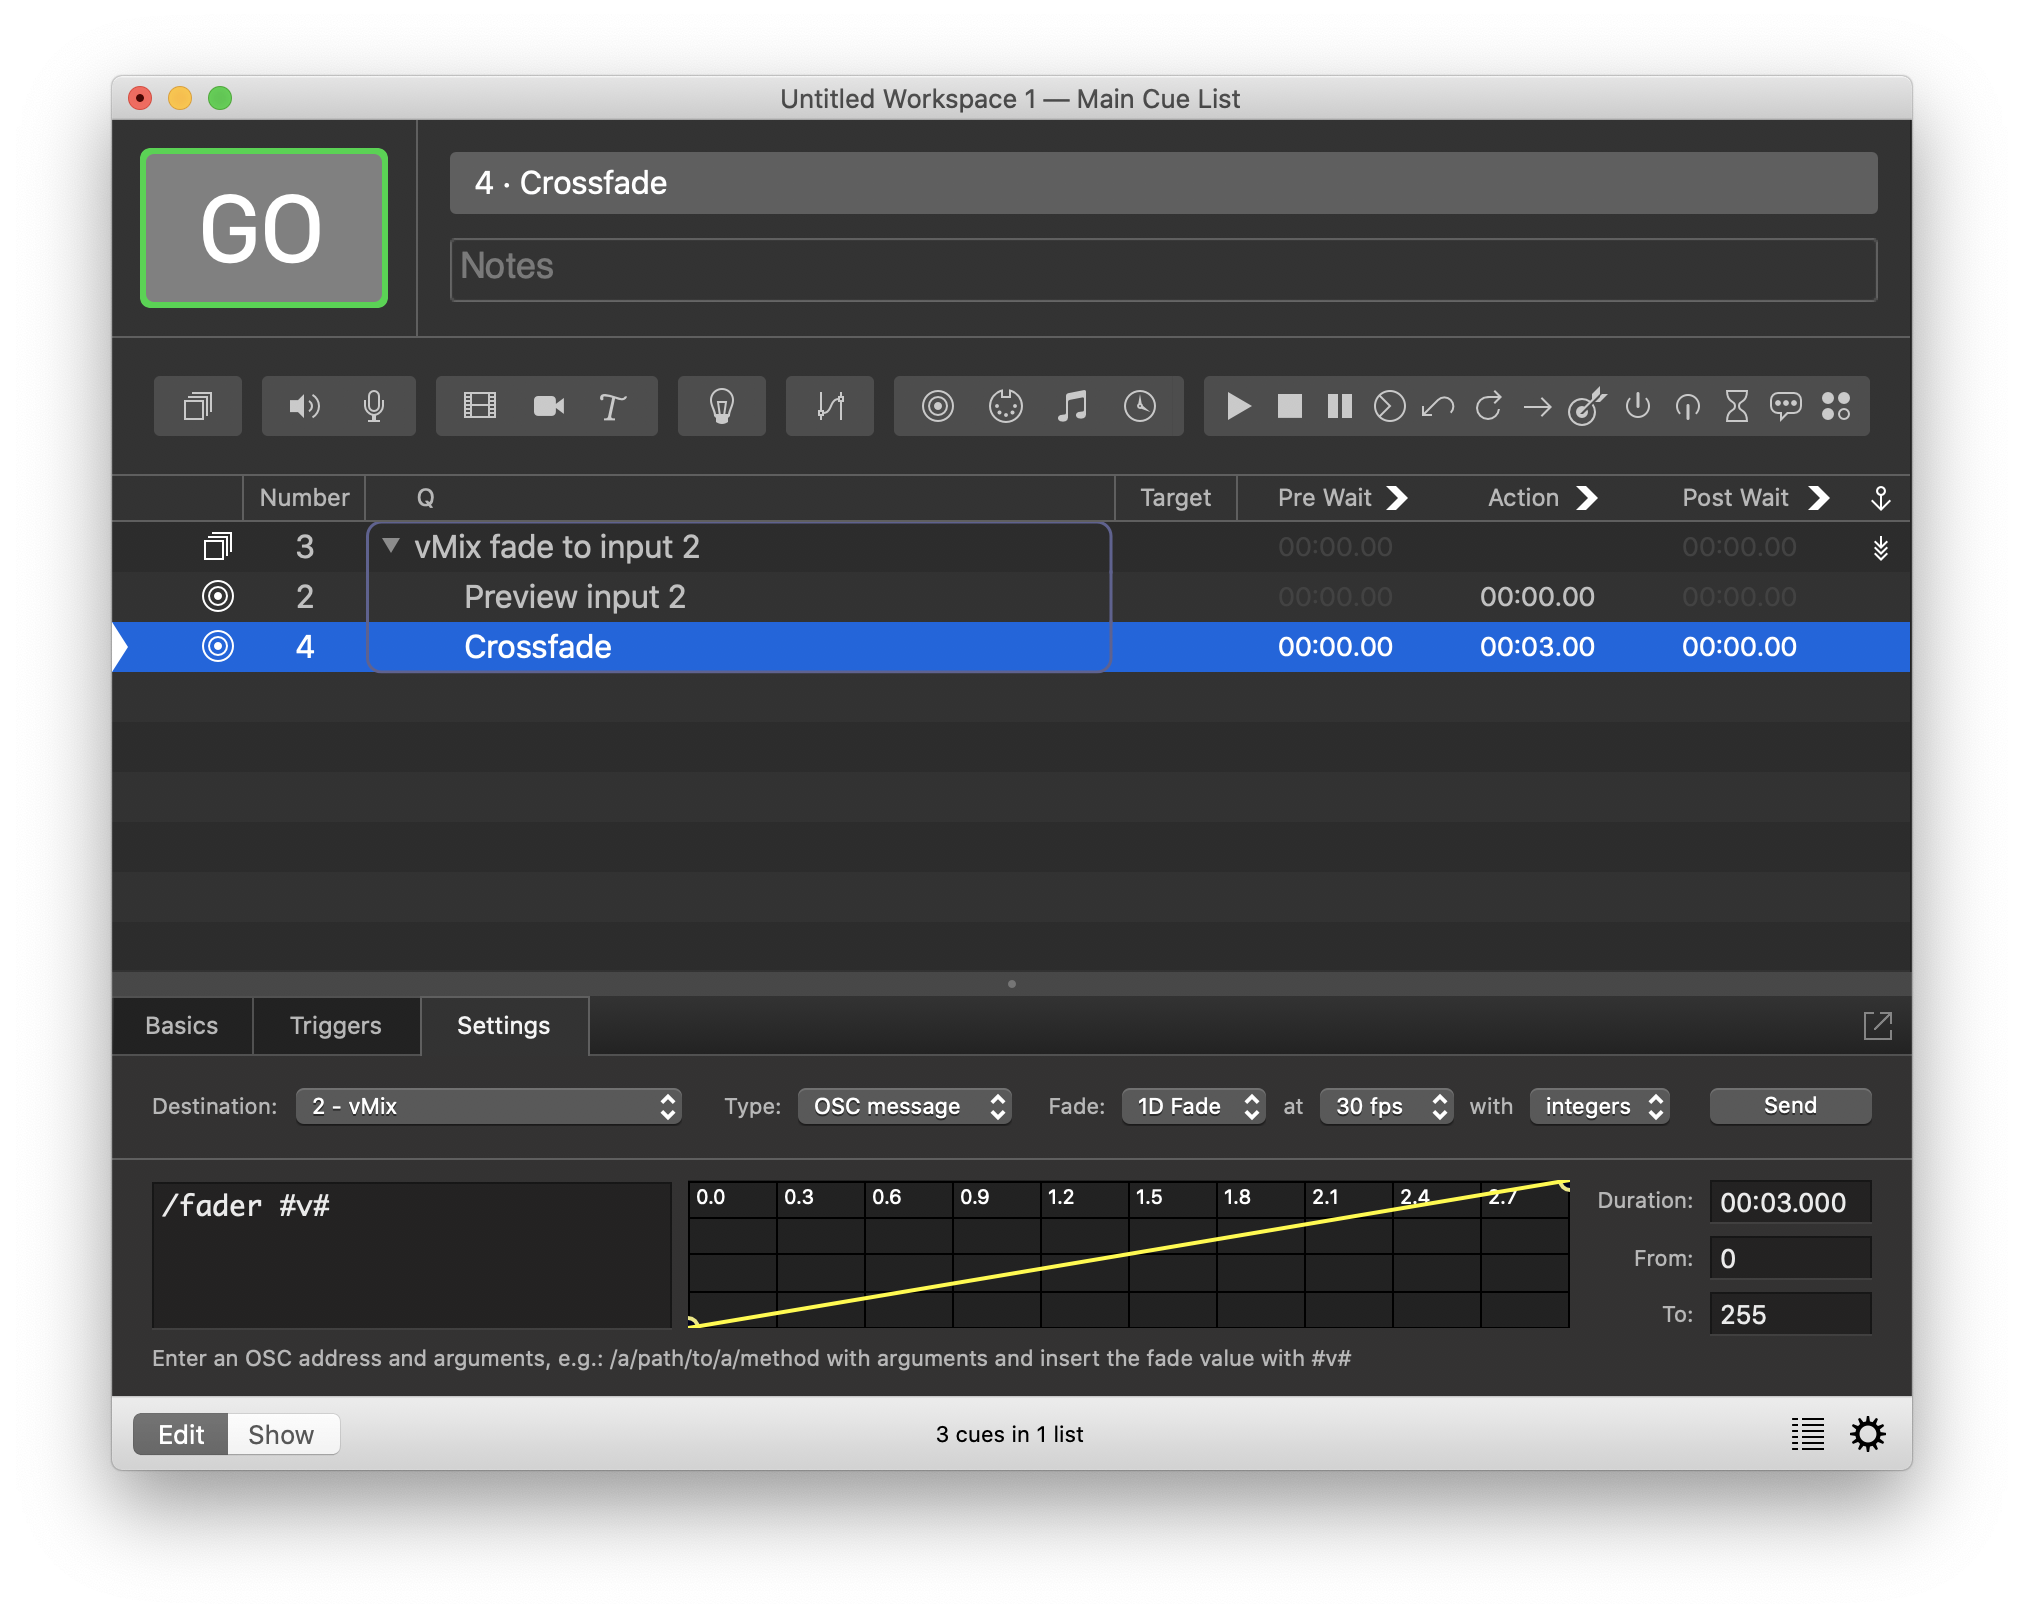 Untitled Workspace 1 — Main Cue List
GO
4 · Crossfade
Notes
Number Q Target Pre Wait Action Post Wait
3 vMix fade to input 2 00:00.00 00:00.00
2 Preview input 2 00:00.00 00:00.00 00:00.00
4 Crossfade 00:00.00 00:03.00 00:00.00
Basics Triggers Settings
Destination: 2 - vMix Type: OSC message Fade: 1D Fade at 30 fps with integers Send
/fader #v#
0.0 0.3 0.6 0.9 1.2 1.5 1.8 2.1 2.4 2.7
Duration: 00:03.000
From: 0
To: 255
Enter an OSC address and arguments, e.g.: /a/path/to/a/method with arguments and insert the fade value with #v#
Edit Show 3 cues in 1 list